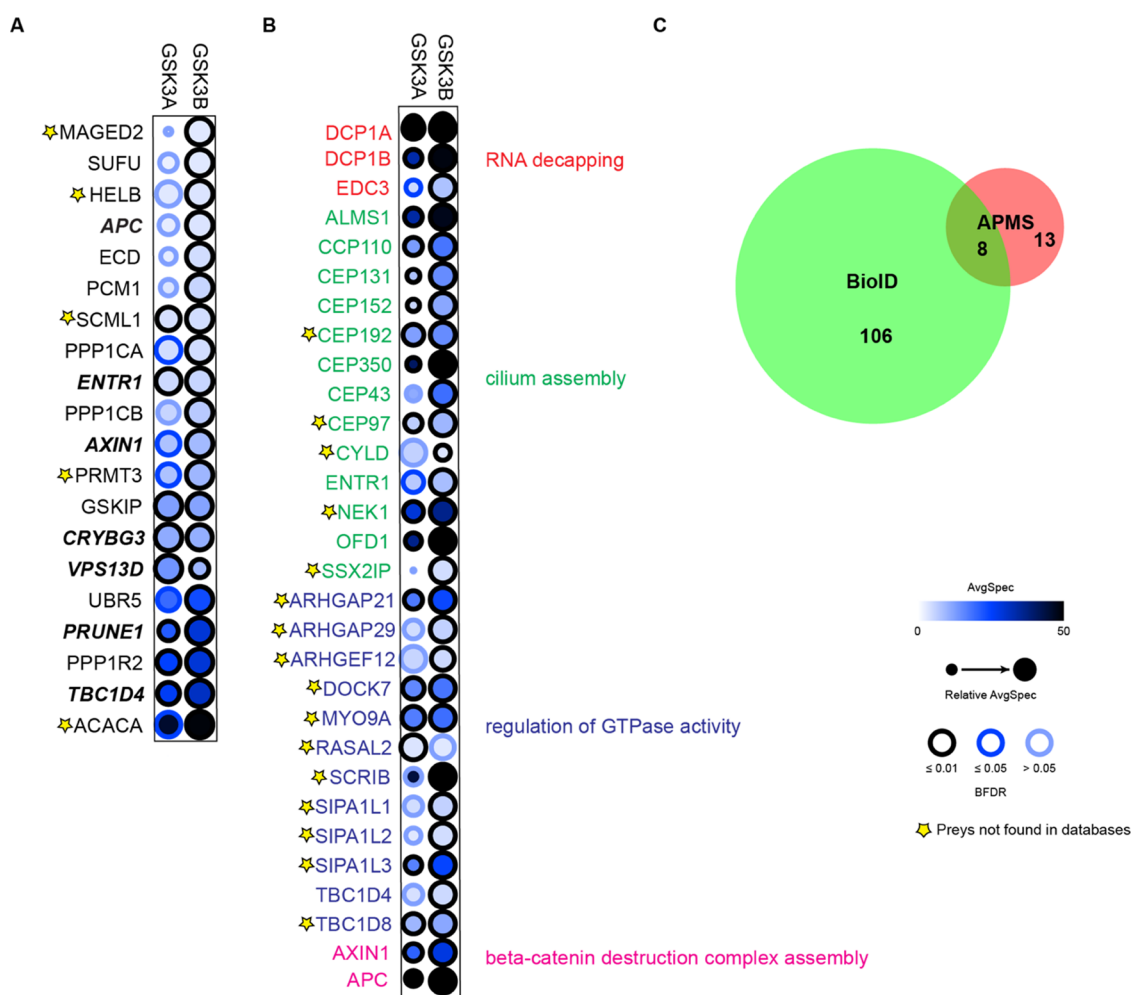 A
GSK3A
GSK3B
MAGED2
SUFU
HELB
APC
ECD
PCM1
SCML1
PPP1CA
ENTR1
PPP1CB
AXIN1
PRMT3
GSKIP
CRYBG3
VPS13D
UBR5
PRUNE1
PPP1R2
TBC1D4
ACACA
B
GSK3A
GSK3B
DCP1A
DCP1B
EDC3
RNA decapping
ALMS1
CCP110
CEP131
CEP152
CEP192
CEP350
CEP43
CEP97
CYLD
ENTR1
NEK1
OFD1
SSX2IP
cilium assembly
ARHGAP21
ARHGAP29
ARHGEF12
DOCK7
MYO9A
RASAL2
SCRIB
SIPA1L1
SIPA1L2
SIPA1L3
TBC1D4
TBC1D8
regulation of GTPase activity
AXIN1
APC
beta-catenin destruction complex assembly
C
BioID
106
APMS
8
13
AvgSpec
0 50
Relative AvgSpec
≤ 0.01 ≤ 0.05 > 0.05
BFDR
Preys not found in databases